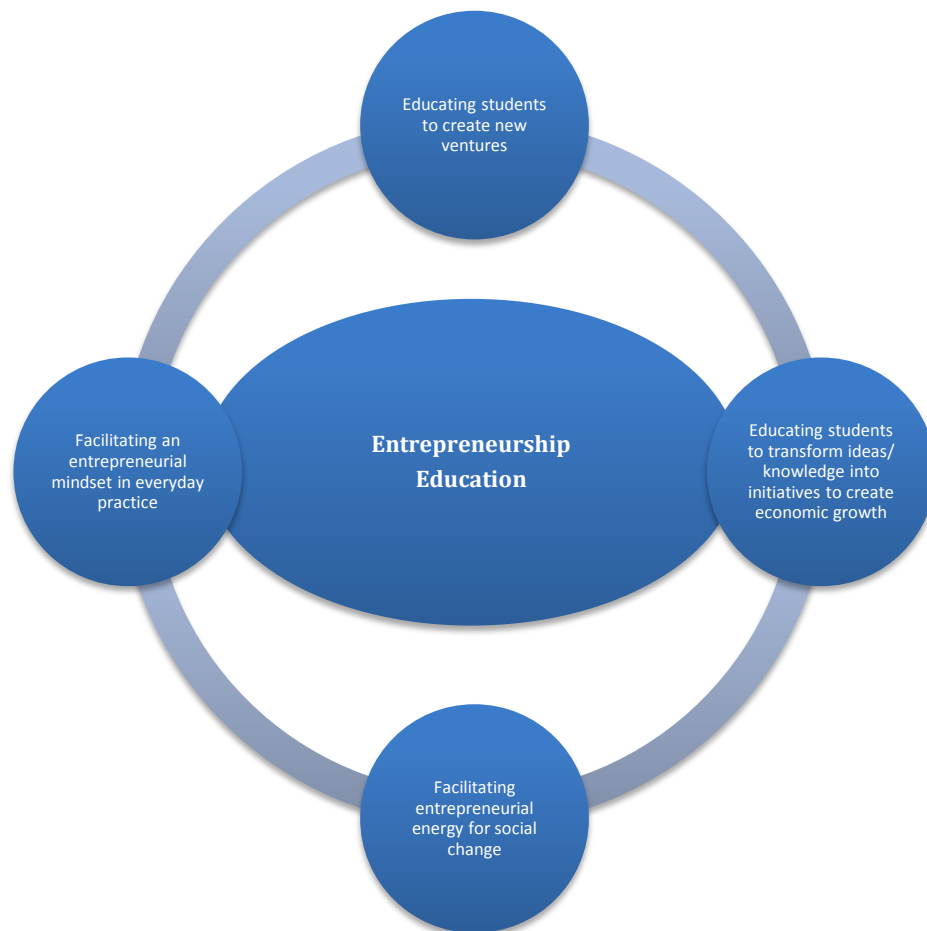 Educating students
to create new
ventures
Facilitating an
entrepreneurial
mindset in everyday
practice
Entrepreneurship
Education
Educating students
to transform ideas/
knowledge into
initiatives to create
economic growth
Facilitating
entrepreneurial
energy for social
change